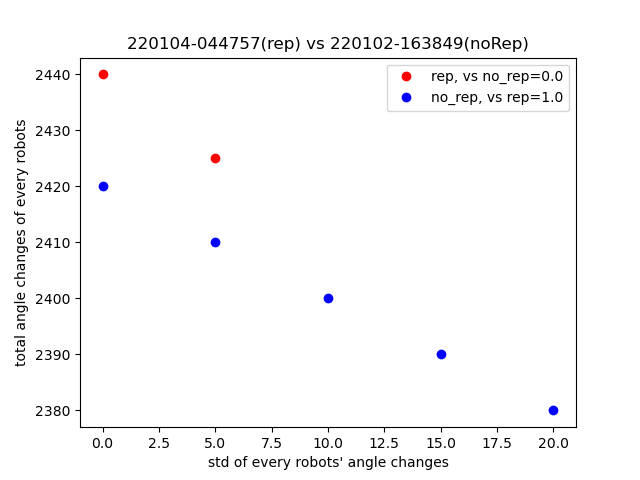 220104-044757(rep) vs 220102-163849(noRep)
rep, vs no_rep=0.0
no_rep, vs rep=1.0
total angle changes of every robots
2440
2430
2420
2410
2400
2390
2380
0.0 2.5 5.0 7.5 10.0 12.5 15.0 17.5 20.0
std of every robots' angle changes